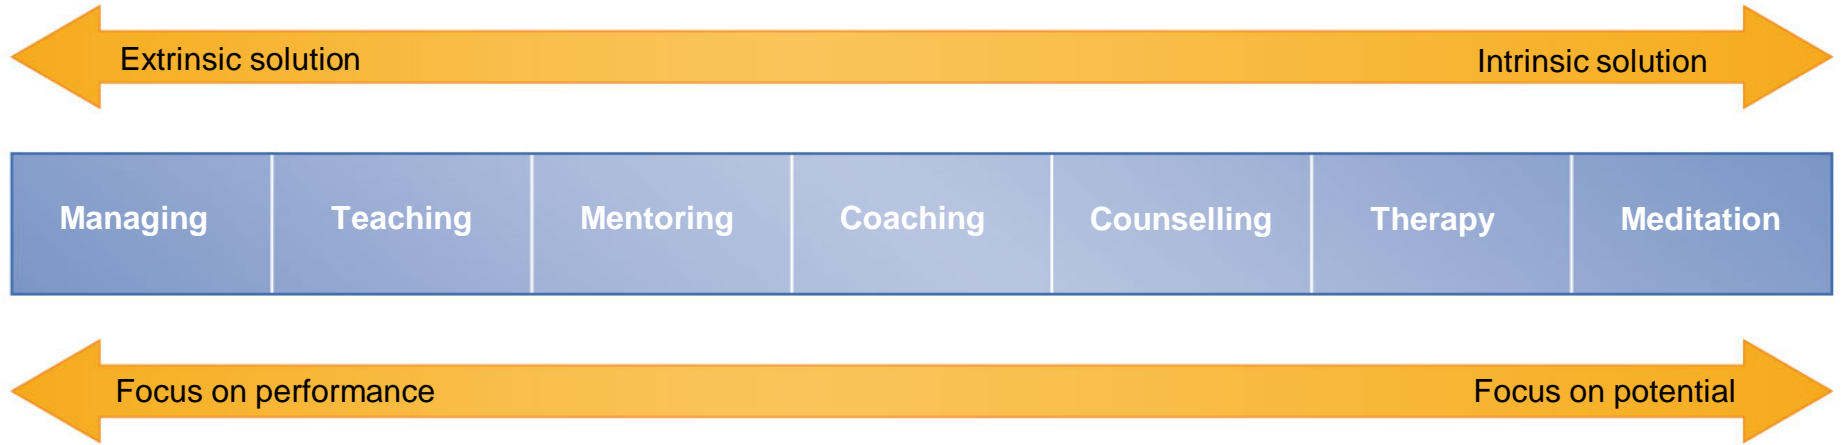 Extrinsic solution Intrinsic solution
Managing Teaching Mentoring Coaching Counselling Therapy Meditation
Focus on performance Focus on potential